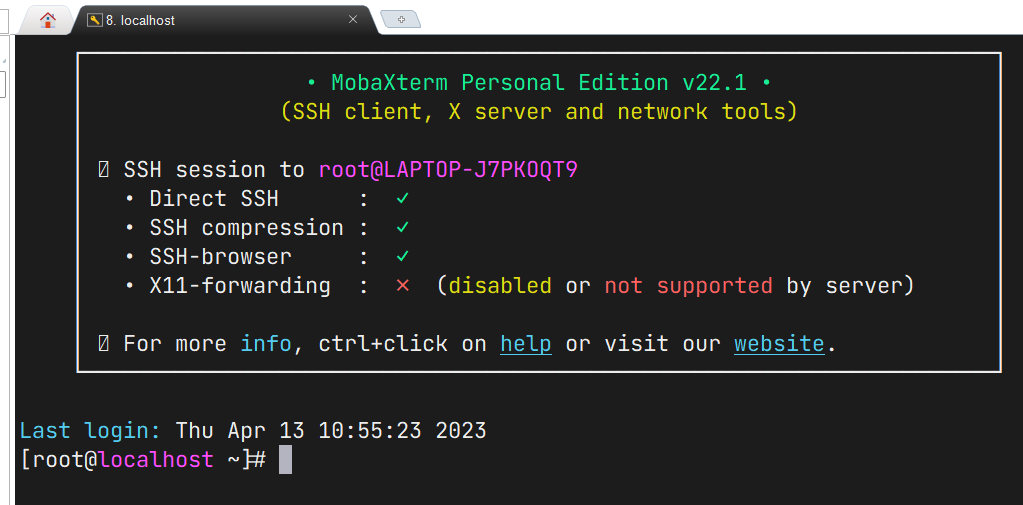 8. localhost
• MobaXterm Personal Edition v22.1 •
(SSH client, X server and network tools)
SSH session to root@LAPTOP-J7PKOQT9
• Direct SSH : ✓
• SSH compression : ✓
• SSH-browser : ✓
• X11-forwarding : ✕ (disabled or not supported by server)
For more info, ctrl+click on help or visit our website.
Last login: Thu Apr 13 10:55:23 2023
[root@localhost ~]#